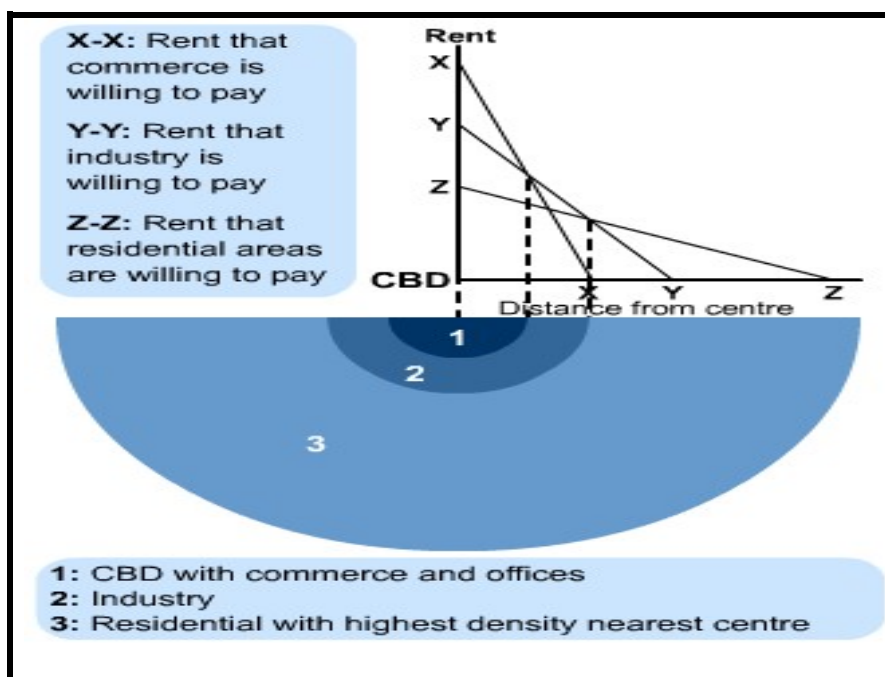 X-X: Rent that
commerce is
willing to pay
Y-Y: Rent that
industry is
willing to pay
Z-Z: Rent that
residential areas
are willing to pay
Rent
X
Y
Z
CBD
X
Y
Z
Distance from centre
1
2
3
1: CBD with commerce and offices
2: Industry
3: Residential with highest density nearest centre